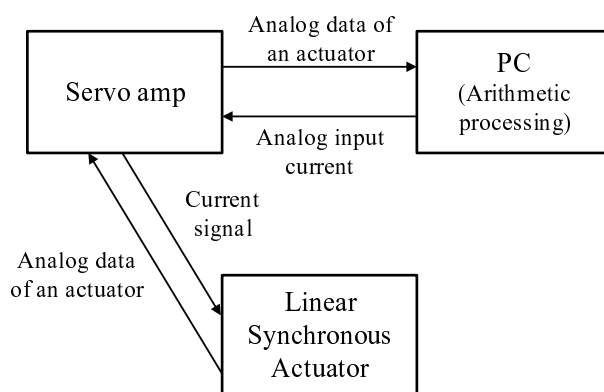 Analog data of
an actuator
Servo amp
PC
(Arithmetic
processing)
Analog input
current
Current
signal
Analog data
of an actuator
Linear
Synchronous
Actuator